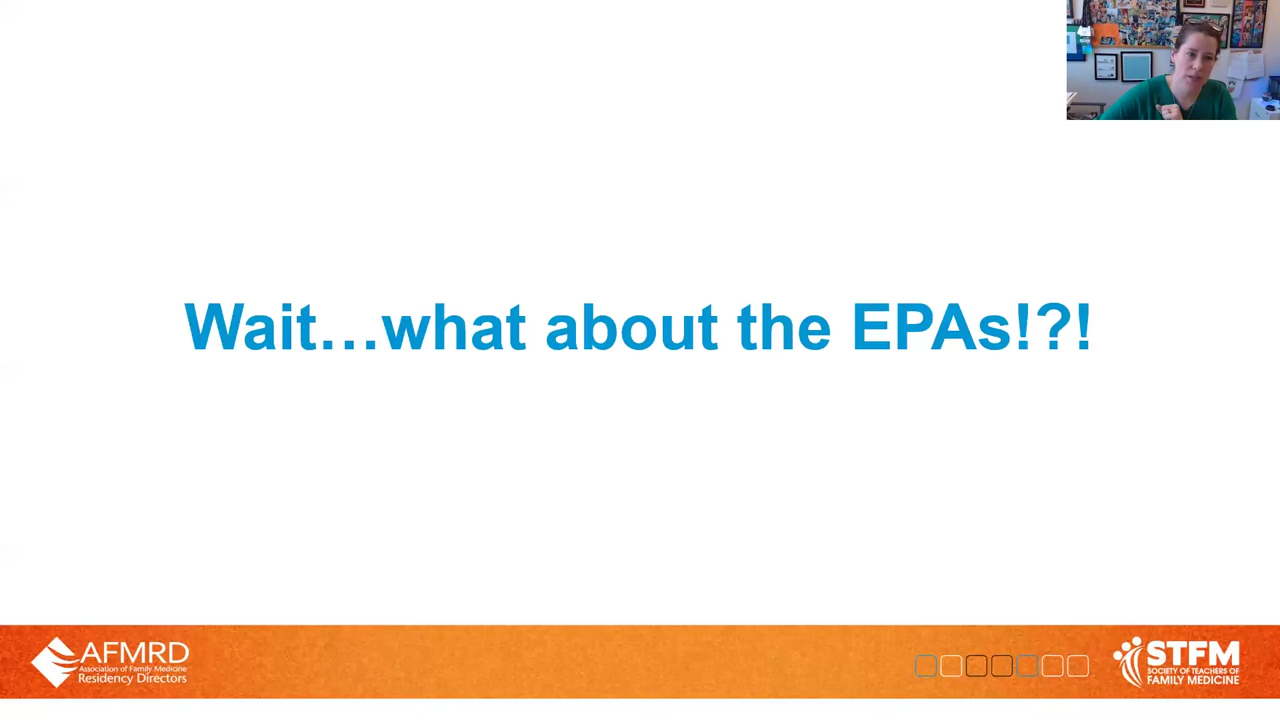 Wait…what about the EPAs!?!
AFMRD
Association of Family Medicine
Residency Directors
STFM
SOCIETY OF TEACHERS OF
FAMILY MEDICINE